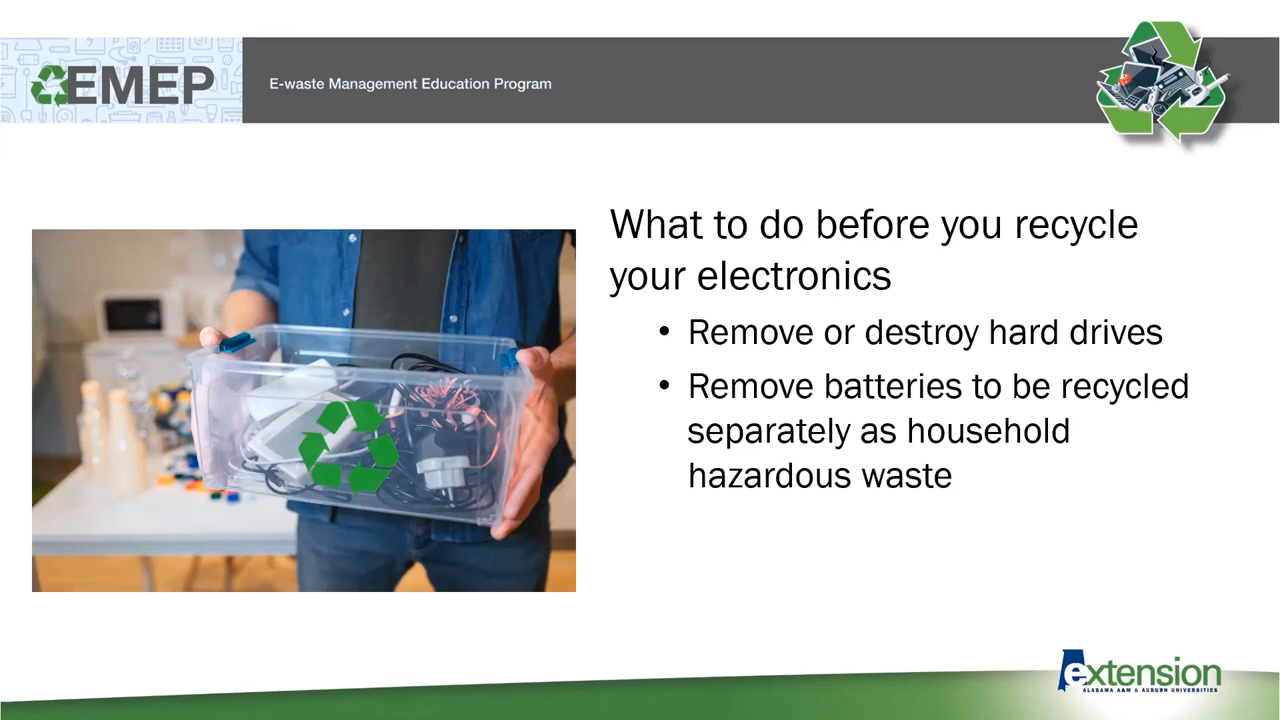 EMEP
E-waste Management Education Program
What to do before you recycle
your electronics
• Remove or destroy hard drives
• Remove batteries to be recycled
separately as household
hazardous waste
extension
ALABAMA A&M & AUBURN UNIVERSITIES